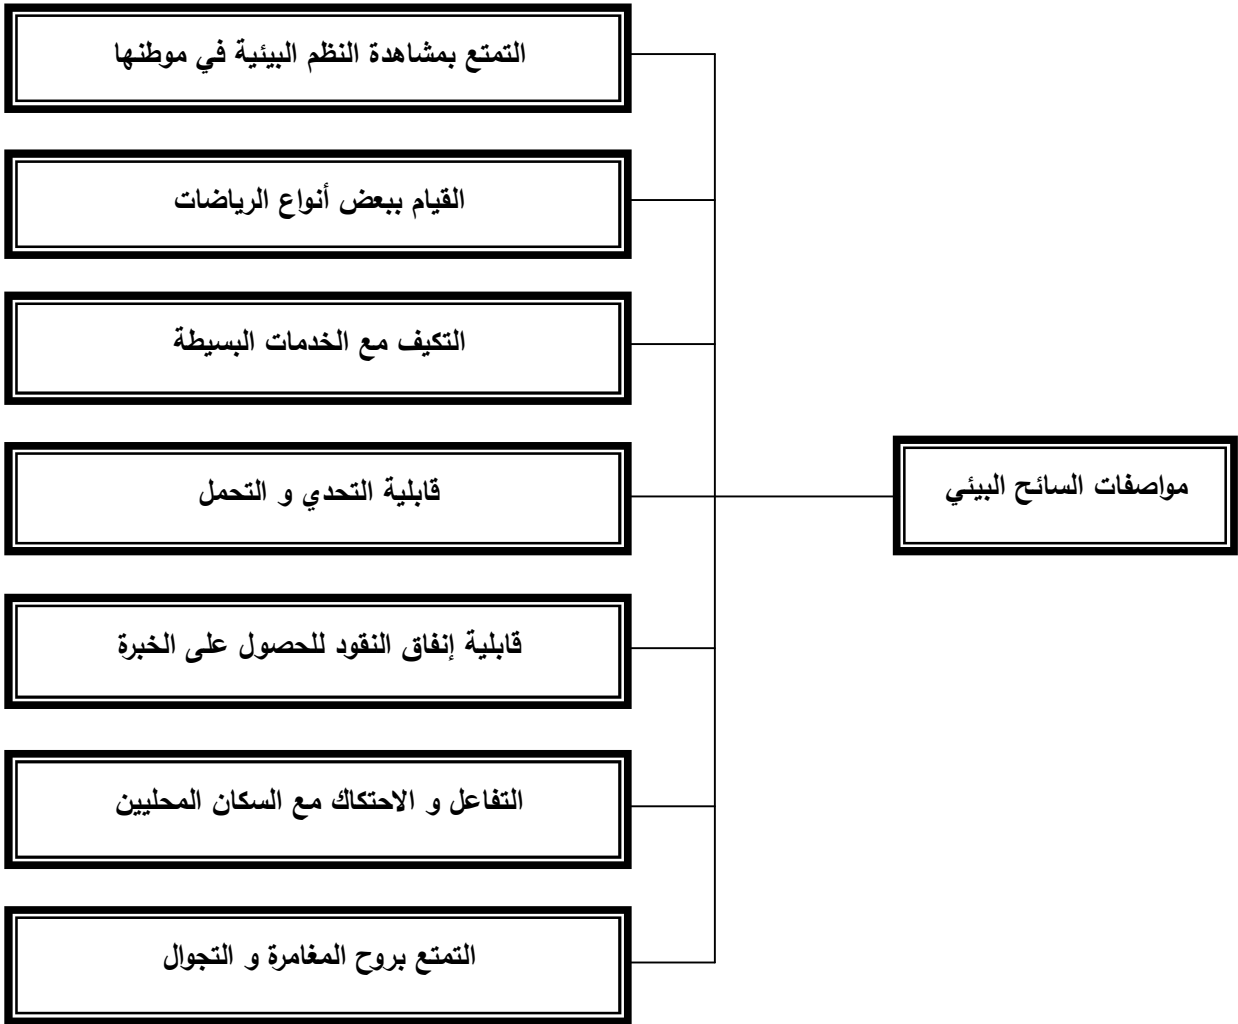 مواصفات السائح البيئي
التمتع بمشاهدة النظم البيئية في موطنها
القيام ببعض أنواع الرياضات
التكيف مع الخدمات البسيطة
قابلية التحدي و التحمل
قابلية إنفاق النقود للحصول على الخبرة
التفاعل و الاحتكاك مع السكان المحليين
التمتع بروح المغامرة و التجوال